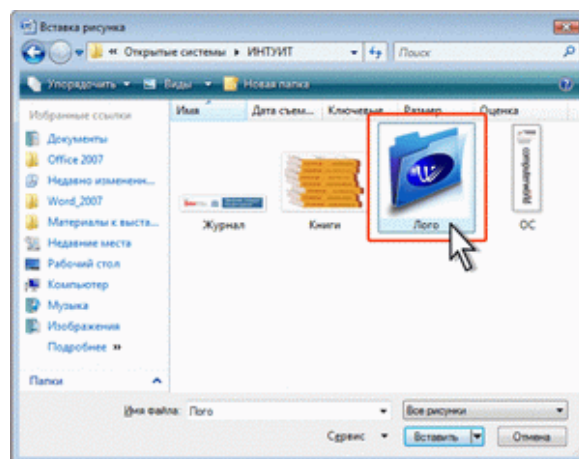 Вставка рисунка
« Открытые системы ▸ ИНТУИТ
Поиск
Упорядочить Виды Новая папка
Избранные ссылки
Имя Дата съем... Ключевые... Размер Оценка
Документы
Office 2007
Недавно измененн...
Word_2007
Материалы к выста...
Недавние места
Рабочий стол
Компьютер
Музыка
Изображения
Подробнее »
Журнал Книги Лого ОС
Папки
Имя файла: Лого
Все рисунки
Сервис Вставить Отмена